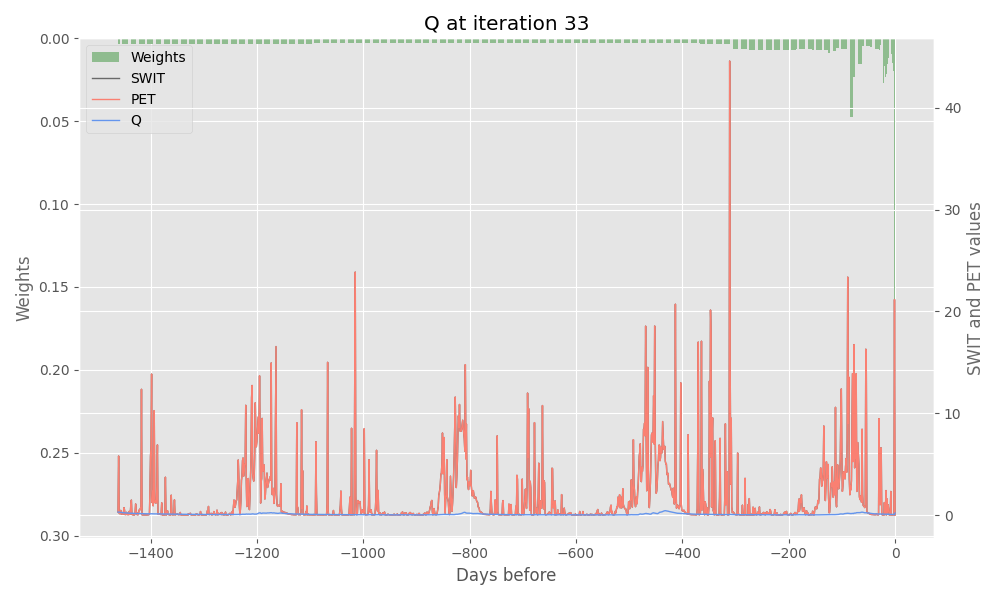 Q at iteration 33
Weights
SWIT
PET
Q
0.00
0.05
0.10
0.15
0.20
0.25
0.30
Weights
40
30
20
10
0
SWIT and PET values
−1400
−1200
−1000
−800
−600
−400
−200
0
Days before